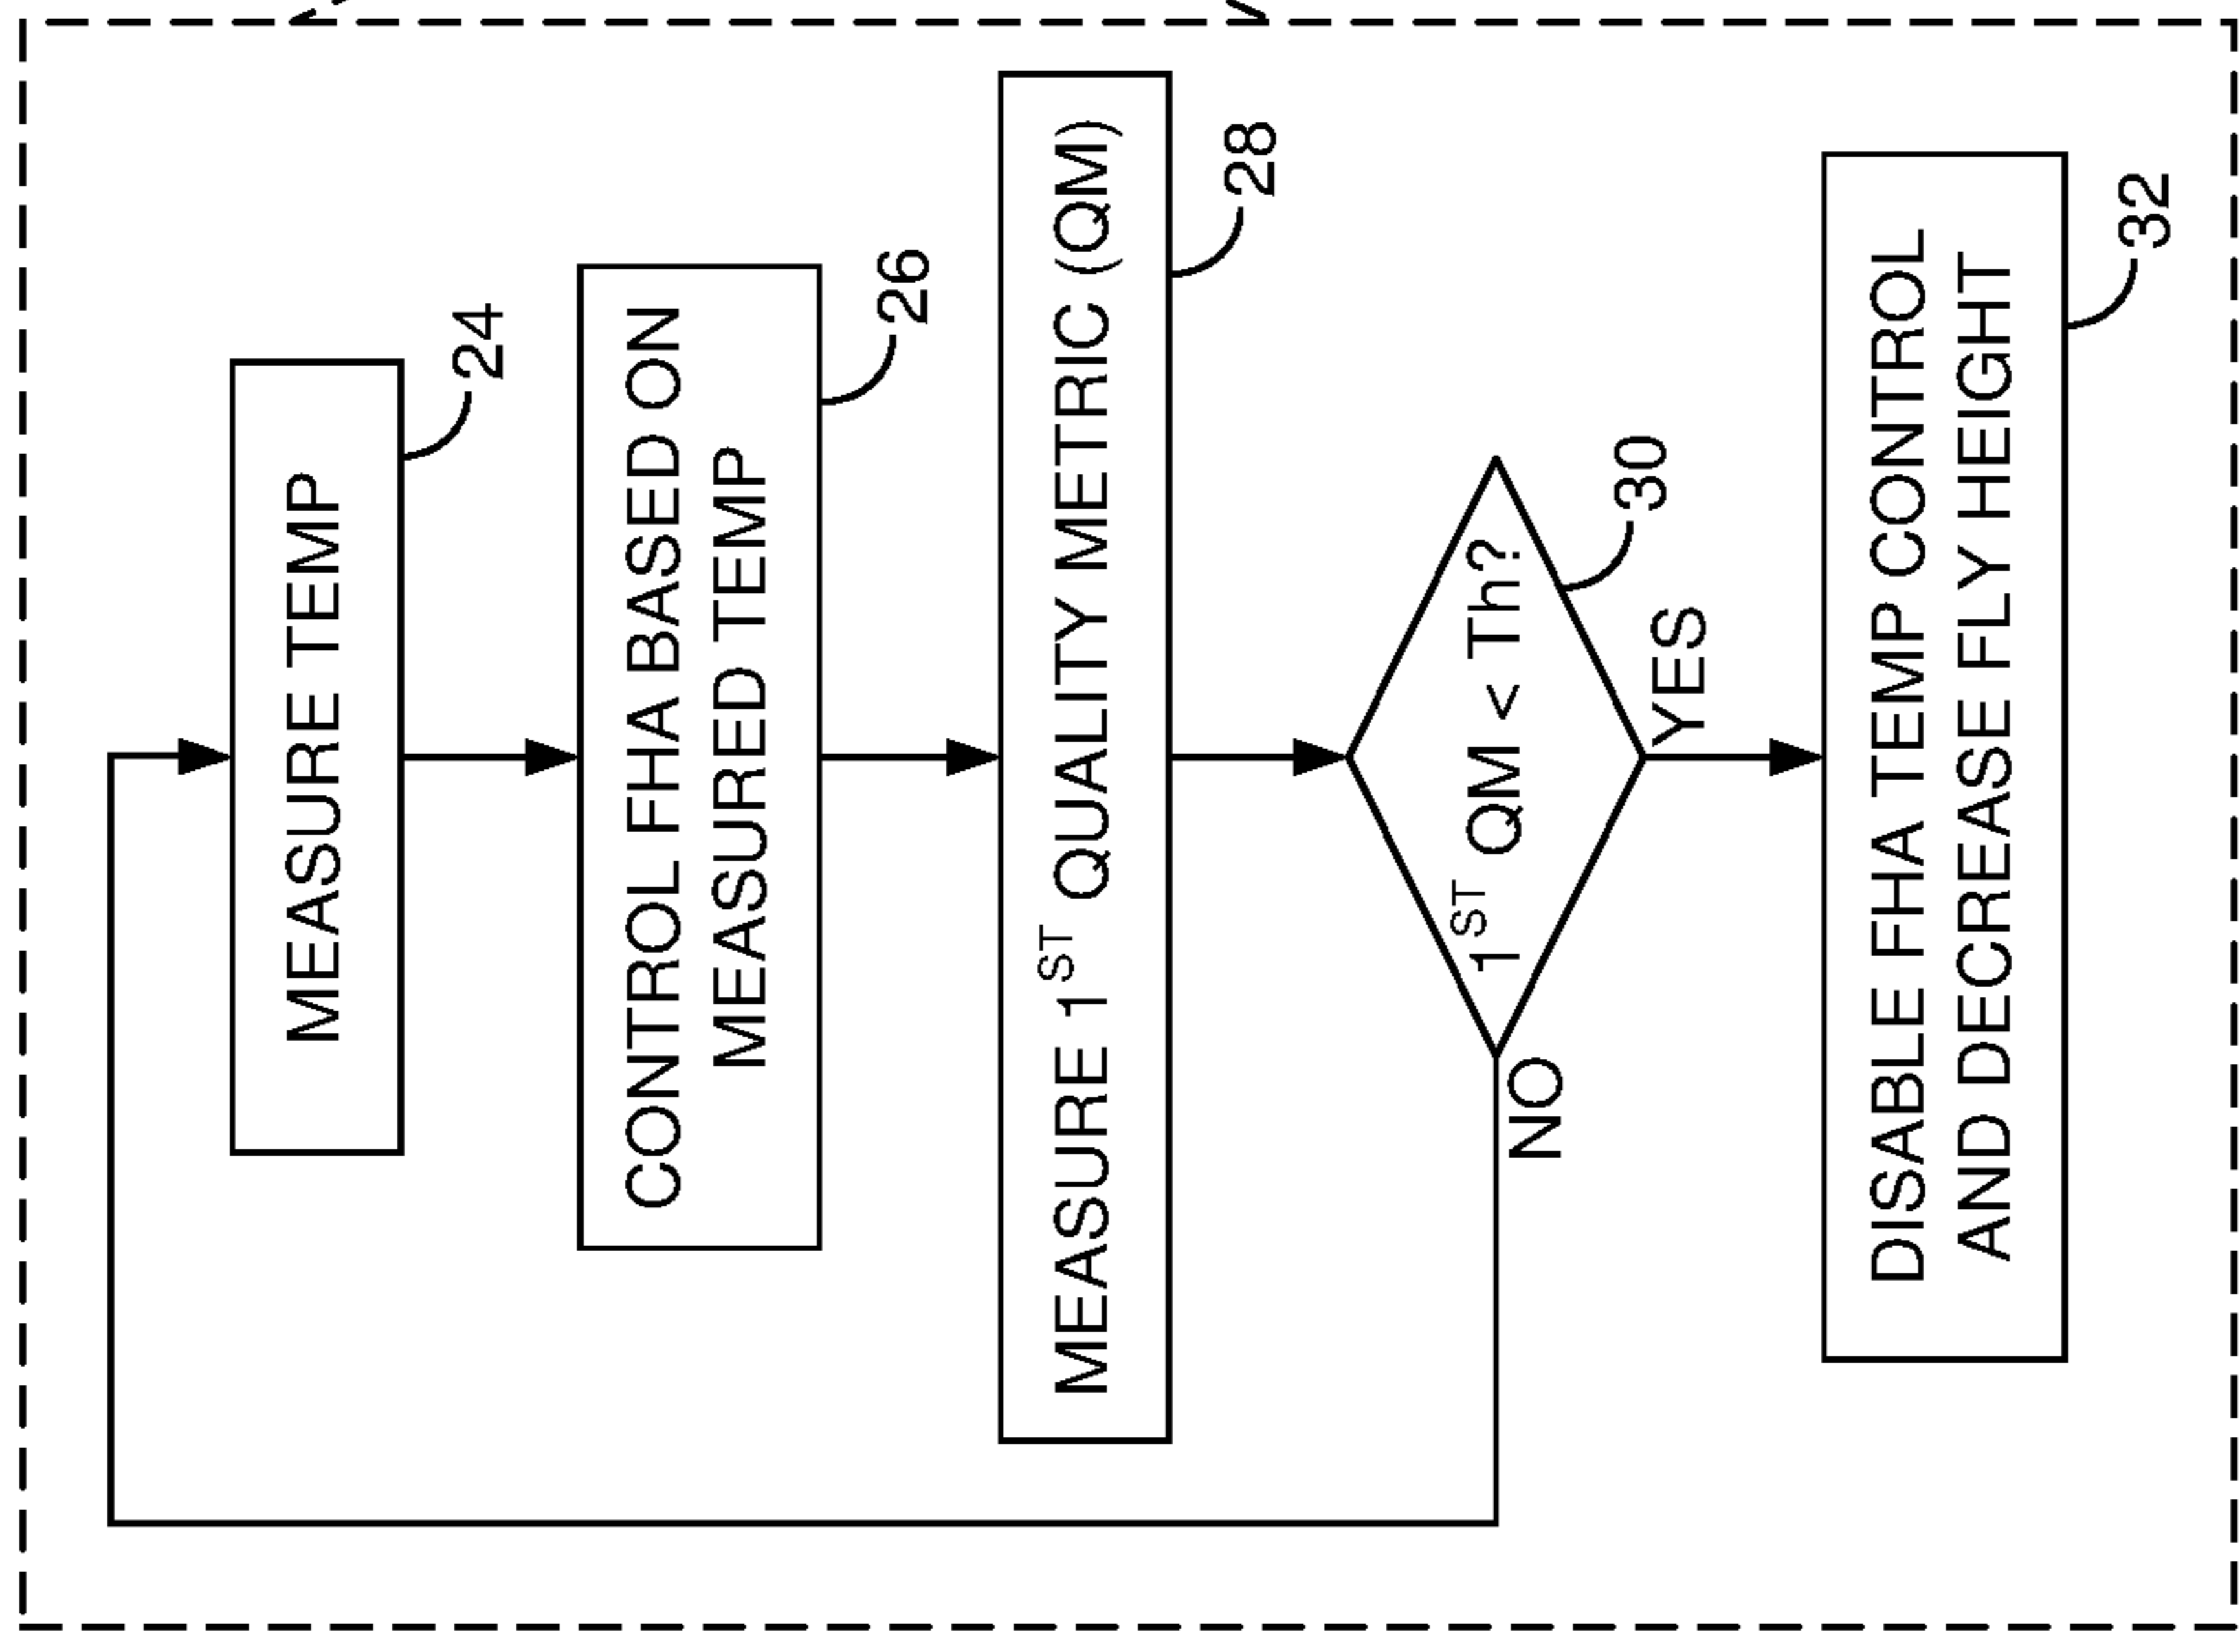 MEASURE TEMP
24
CONTROL FHA BASED ON
MEASURED TEMP
26
MEASURE 1ST QUALITY METRIC (QM)
28
1ST QM < Th?
30
NO
YES
DISABLE FHA TEMP CONTROL
AND DECREASE FLY HEIGHT
32